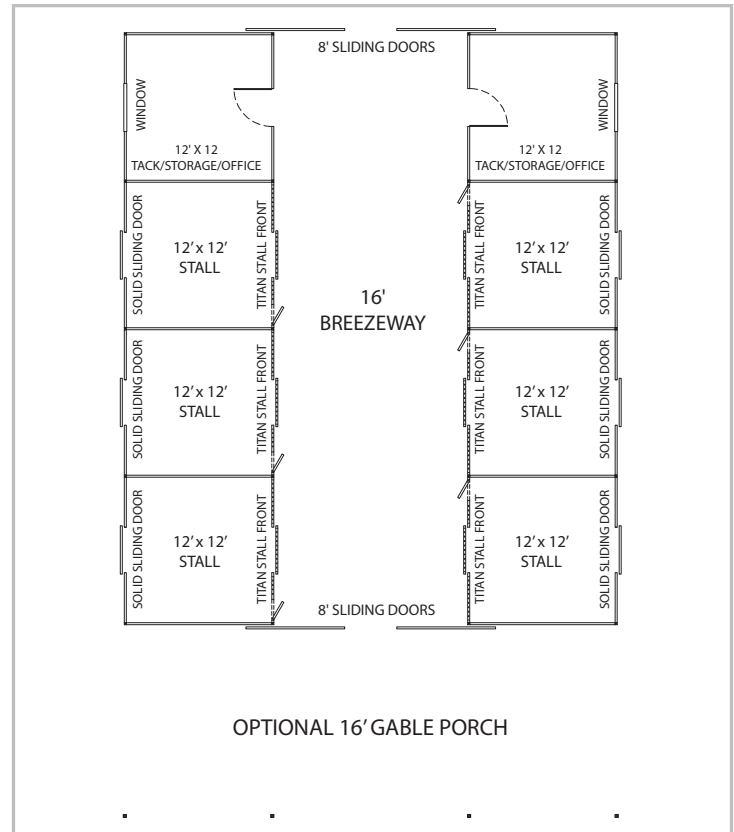 8' SLIDING DOORS
WINDOW
12' X 12
TACK/STORAGE/OFFICE
WINDOW
12' X 12
TACK/STORAGE/OFFICE
SOLID SLIDING DOOR
12' x 12'
STALL
TITAN STALL FRONT
TITAN STALL FRONT
12' x 12'
STALL
SOLID SLIDING DOOR
16'
BREEZEWAY
SOLID SLIDING DOOR
12' x 12'
STALL
TITAN STALL FRONT
TITAN STALL FRONT
12' x 12'
STALL
SOLID SLIDING DOOR
SOLID SLIDING DOOR
12' x 12'
STALL
TITAN STALL FRONT
TITAN STALL FRONT
12' x 12'
STALL
SOLID SLIDING DOOR
8' SLIDING DOORS
OPTIONAL 16' GABLE PORCH